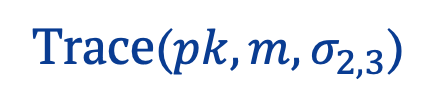 Trace(pk, m, σ₂,₃)